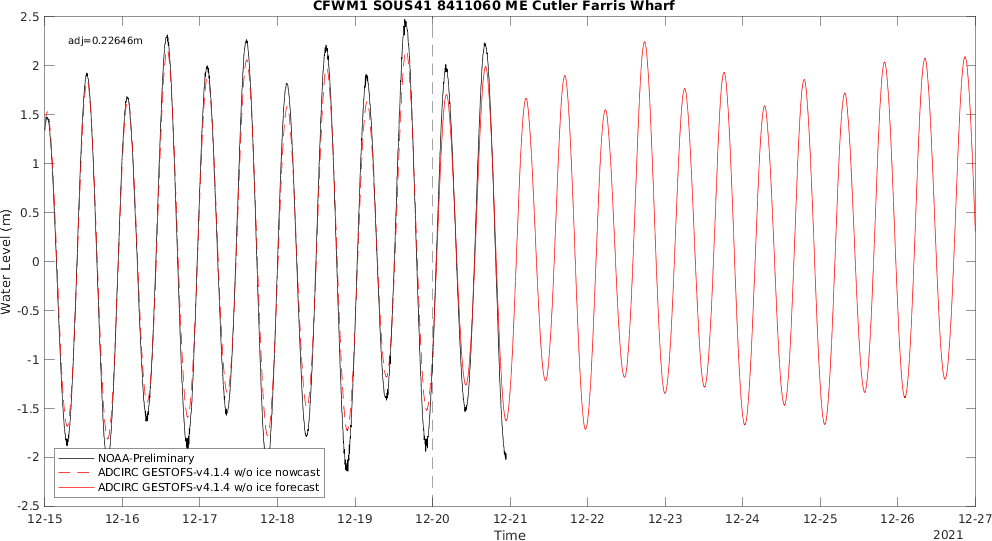 CFWM1 SOUS41 8411060 ME Cutler Farris Wharf
adj=0.22646m
2.5
2
1.5
1
0.5
0
-0.5
-1
-1.5
-2
-2.5
Water Level (m)
NOAA-Preliminary
ADCIRC GESTOFS-v4.1.4 w/o ice nowcast
ADCIRC GESTOFS-v4.1.4 w/o ice forecast
12-15 12-16 12-17 12-18 12-19 12-20 12-21 12-22 12-23 12-24 12-25 12-26 12-27
Time
2021